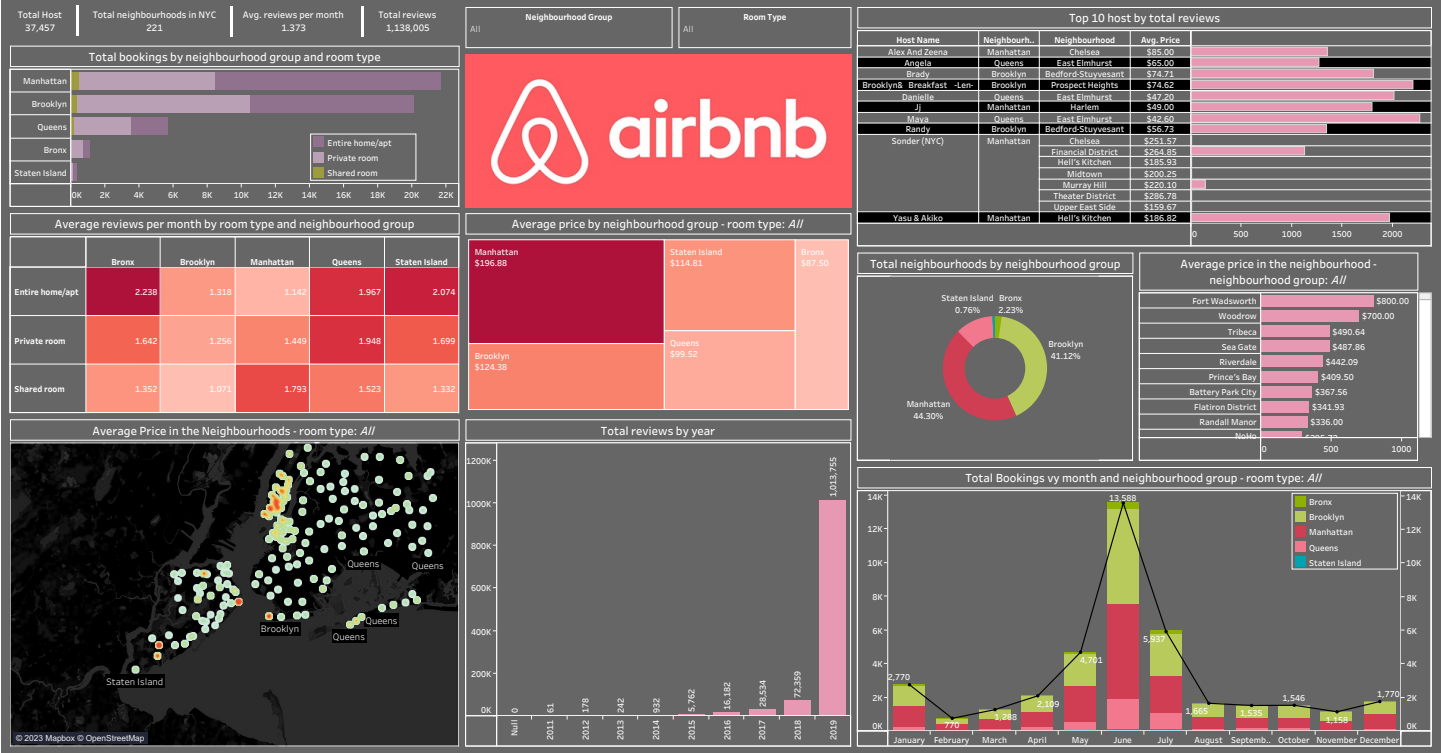 Total Host
37,457
Total neighbourhoods in NYC
221
Avg. reviews per month
1.373
Total reviews
1,138,005
Neighbourhood Group
All
Room Type
All
Total bookings by neighbourhood group and room type
Manhattan
Brooklyn
Queens
Bronx
Staten Island
Entire home/apt
Private room
Shared room
0K 2K 4K 6K 8K 10K 12K 14K 16K 18K 20K 22K
airbnb
Top 10 host by total reviews
Host Name Neighbourh.. Neighbourhood Avg. Price
Alex And Zeena Manhattan Chelsea $85.00
Angela Queens East Elmhurst $65.00
Brady Brooklyn Bedford-Stuyvesant $74.71
Brooklyn& Breakfast -Len- Brooklyn Prospect Heights $74.62
Danielle Queens East Elmhurst $47.20
Jj Manhattan Harlem $49.00
Maya Queens East Elmhurst $42.60
Randy Brooklyn Bedford-Stuyvesant $56.73
Sonder (NYC) Manhattan Chelsea $251.57
Financial District $264.85
Hell's Kitchen $185.93
Midtown $200.25
Murray Hill $220.10
Theater District $286.78
Upper East Side $159.67
Yasu & Akiko Manhattan Hell's Kitchen $186.82
0 500 1000 1500 2000
Average reviews per month by room type and neighbourhood group
Bronx Brooklyn Manhattan Queens Staten Island
Entire home/apt 2.238 1.318 1.142 1.967 2.074
Private room 1.642 1.256 1.449 1.948 1.699
Shared room 1.352 1.071 1.793 1.523 1.332
Average price by neighbourhood group - room type: All
Manhattan
$196.88
Staten Island
$114.81
Bronx
$87.50
Brooklyn
$124.38
Queens
$99.52
Total neighbourhoods by neighbourhood group
Staten Island
0.76%
Bronx
2.23%
Brooklyn
41.12%
Manhattan
44.30%
Average price in the neighbourhood -
neighbourhood group: All
Fort Wadsworth $800.00
Woodrow $700.00
Tribeca $490.64
Sea Gate $487.86
Riverdale $442.09
Prince's Bay $409.50
Battery Park City $367.56
Flatiron District $341.93
Randall Manor $336.00
NoHo
0 500 1000
Average Price in the Neighbourhoods - room type: All
Queens
Queens
Queens
Brooklyn
Queens
Staten Island
© 2023 Mapbox © OpenStreetMap
Total reviews by year
1200K
1000K
800K
600K
400K
200K
0K
0
61
178
242
932
5,762
16,182
28,534
72,359
1,013,755
Null 2011 2012 2013 2014 2015 2016 2017 2018 2019
Total Bookings vy month and neighbourhood group - room type: All
14K
12K
10K
8K
6K
4K
2K
0K
2,770
770
1,288
2,109
4,701
13,588
5,937
1,665
1,535
1,546
1,158
1,770
Bronx
Brooklyn
Manhattan
Queens
Staten Island
14K
12K
10K
8K
6K
4K
2K
0K
January February March April May June July August Septemb.. October November December